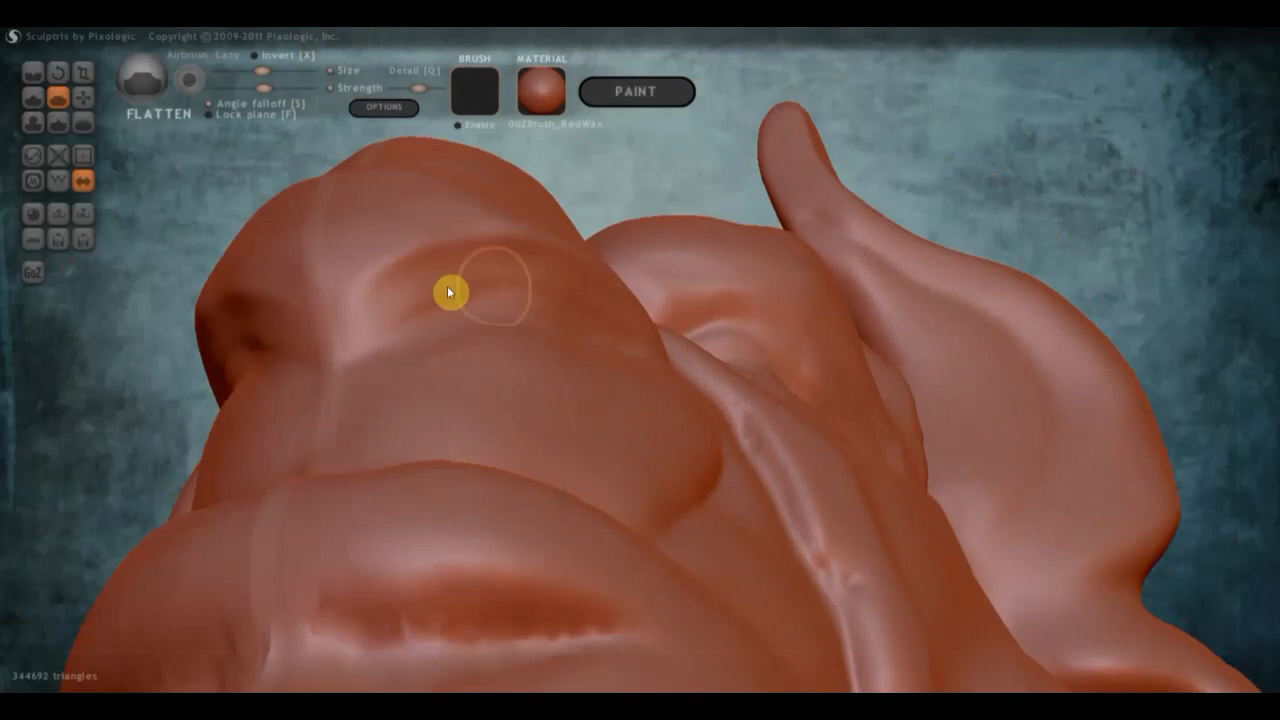 Sculptris by Pixologic Copyright © 2009-2011 Pixologic, Inc.
Airbrush Lazy Invert [X]
Size Detail [Q]
Strength
Angle falloff [S]
Lock plane [F]
OPTIONS
FLATTEN
BRUSH
Enable
MATERIAL
OGZBrush_RedWax
PAINT
GoZ
344692 triangles